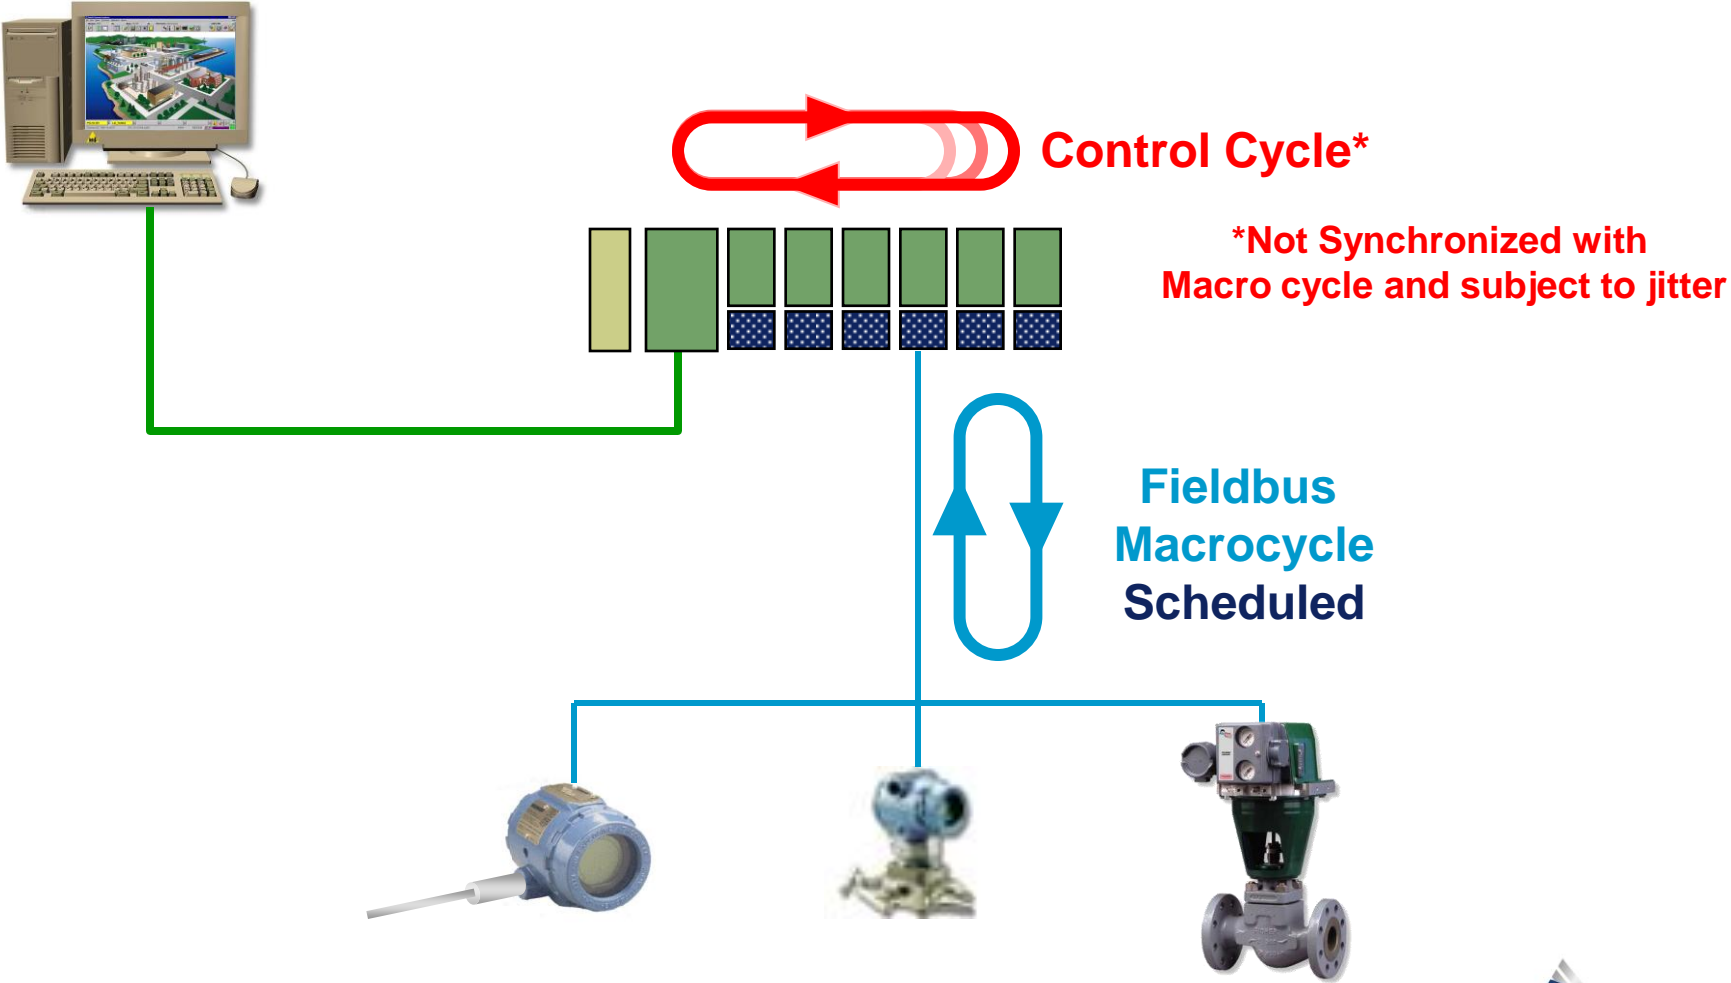 Control Cycle*
*Not Synchronized with
Macro cycle and subject to jitter
Fieldbus
Macrocycle
Scheduled